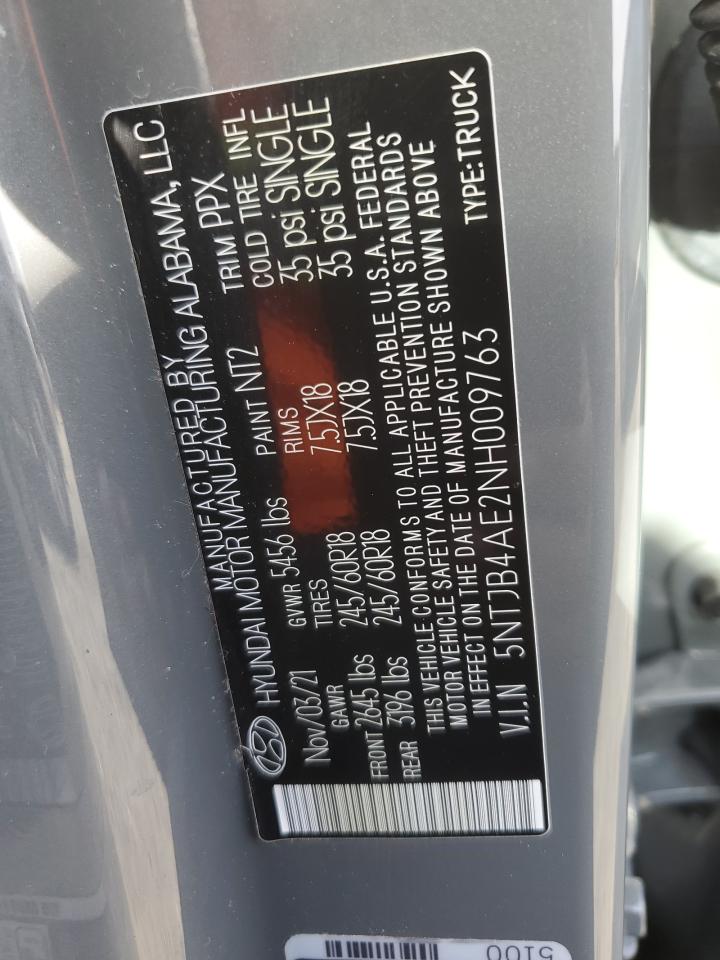 MANUFACTURED BY
HYUNDAI MOTOR MANUFACTURING ALABAMA, LLC
Nov/03/21 GVWR 5456 lbs PAINT NT2 TRIM PPX
GAWR TIRES RIMS COLD TIRE INFL
FRONT 2645 lbs 245/60R18 7.5JX18 35 psi SINGLE
REAR 3196 lbs 245/60R18 7.5JX18 35 psi SINGLE
THIS VEHICLE CONFORMS TO ALL APPLICABLE U.S.A. FEDERAL
MOTOR VEHICLE SAFETY AND THEFT PREVENTION STANDARDS
IN EFFECT ON THE DATE OF MANUFACTURE SHOWN ABOVE
V.I.N 5NTJB4AE2NH009763 TYPE:TRUCK
5100